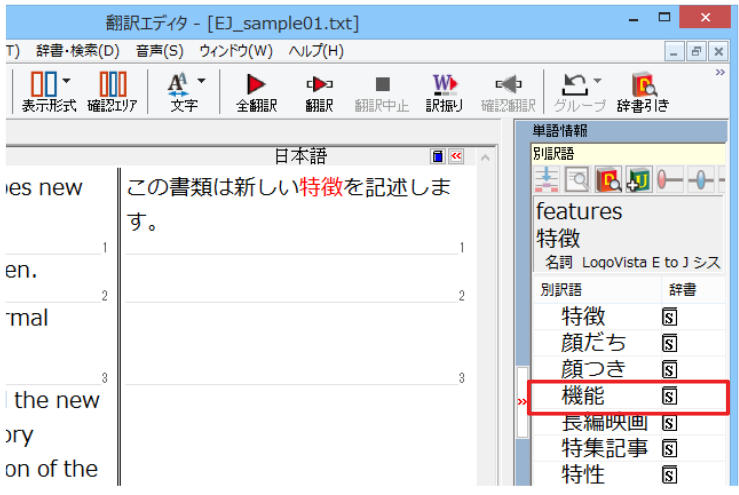 翻訳エディタ - [EJ_sample01.txt]
T) 辞書・検索(D) 音声(S) ウィンドウ(W) ヘルプ(H)
表示形式 確認エリア 文字 全翻訳 翻訳 翻訳中止 訳振り 確認翻訳 グループ 辞書引き
日本語
es new
この書類は新しい特徴を記述しま
す。
1
1
en.
2
2
rmal
3
3
the new
ory
on of the
単語情報
別訳語
features
特徴
名詞 LogoVista E to J シス
別訳語 辞書
特徴 S
顔だち S
顔つき S
機能 S
長編映画 S
特集記事 S
特性 S